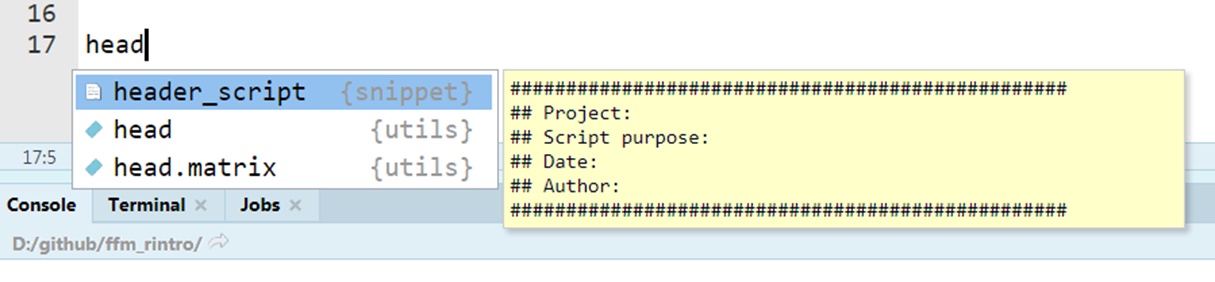 16
17 head
header_script {snippet}
head {utils}
head.matrix {utils}
##################################################
## Project:
## Script purpose:
## Date:
## Author:
##################################################
17:5
Console Terminal × Jobs ×
D:/github/ffm_rintro/